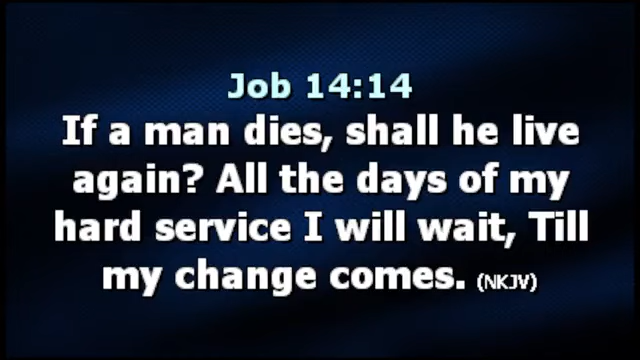 Job 14:14
If a man dies, shall he live
again? All the days of my
hard service I will wait, Till
my change comes. (NKJV)